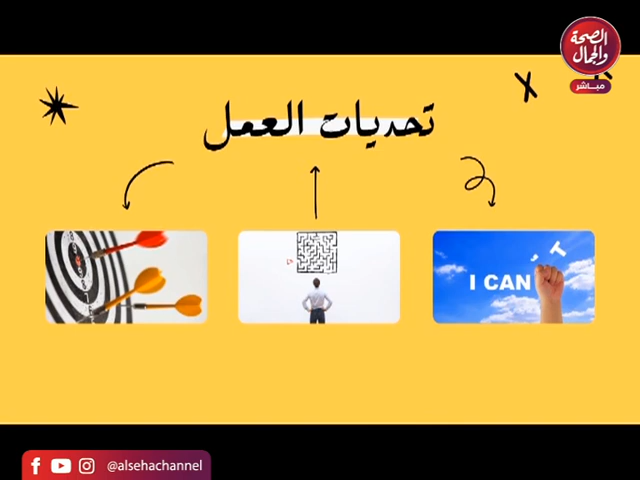 الصحة
والجمال
مباشر
تحديات العمل
I CAN'T
@alsehachannel